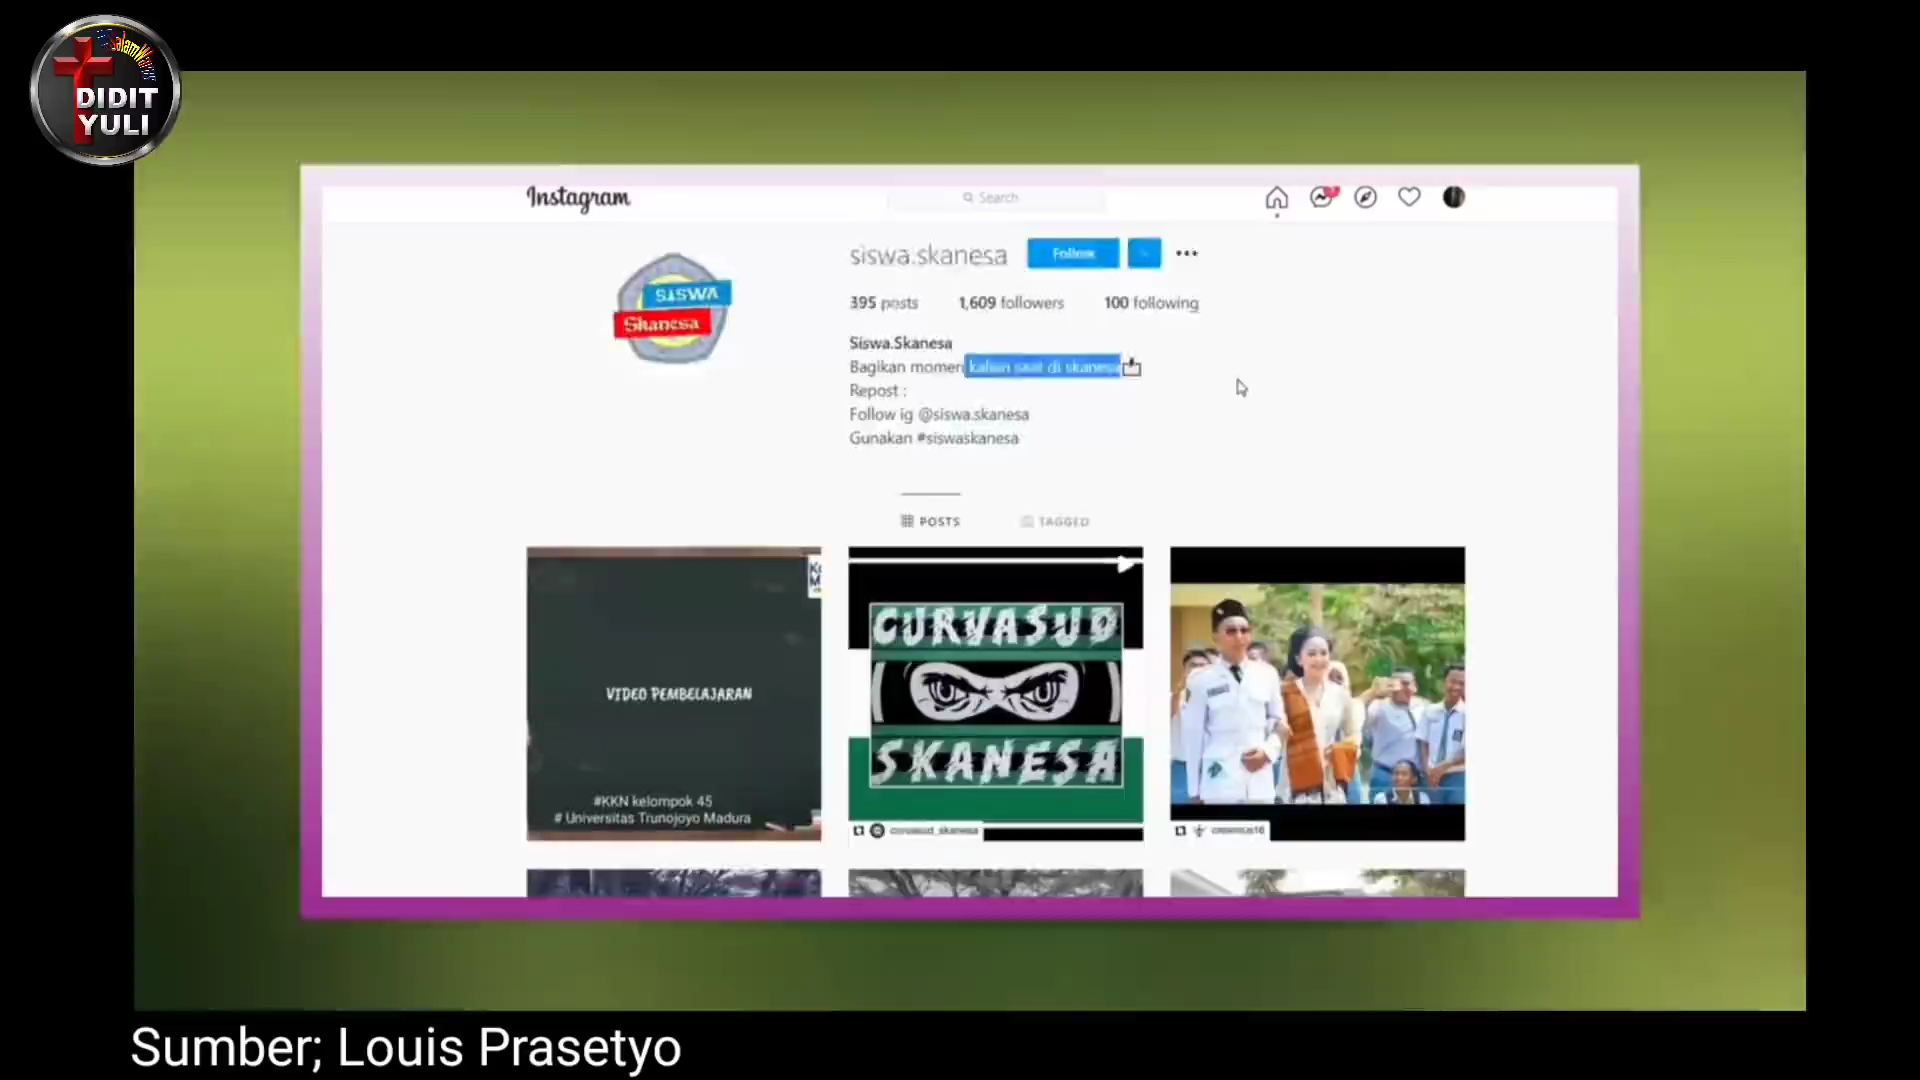 DIDIT
YULI
Instagram
Search
siswa.skanesa
Follow
SISWA
Skanesa
395 posts
1,609 followers
100 following
Siswa.Skanesa
Bagikan momen kalian saat di skanesa
Repost :
Follow ig @siswa.skanesa
Gunakan #siswaskanesa
POSTS
TAGGED
VIDEO PEMBELAJARAN
#KKN kelompok 45
# Universitas Trunojoyo Madura
CURVASUD
SKANESA
curvasud_skanesa
Sumber; Louis Prasetyo